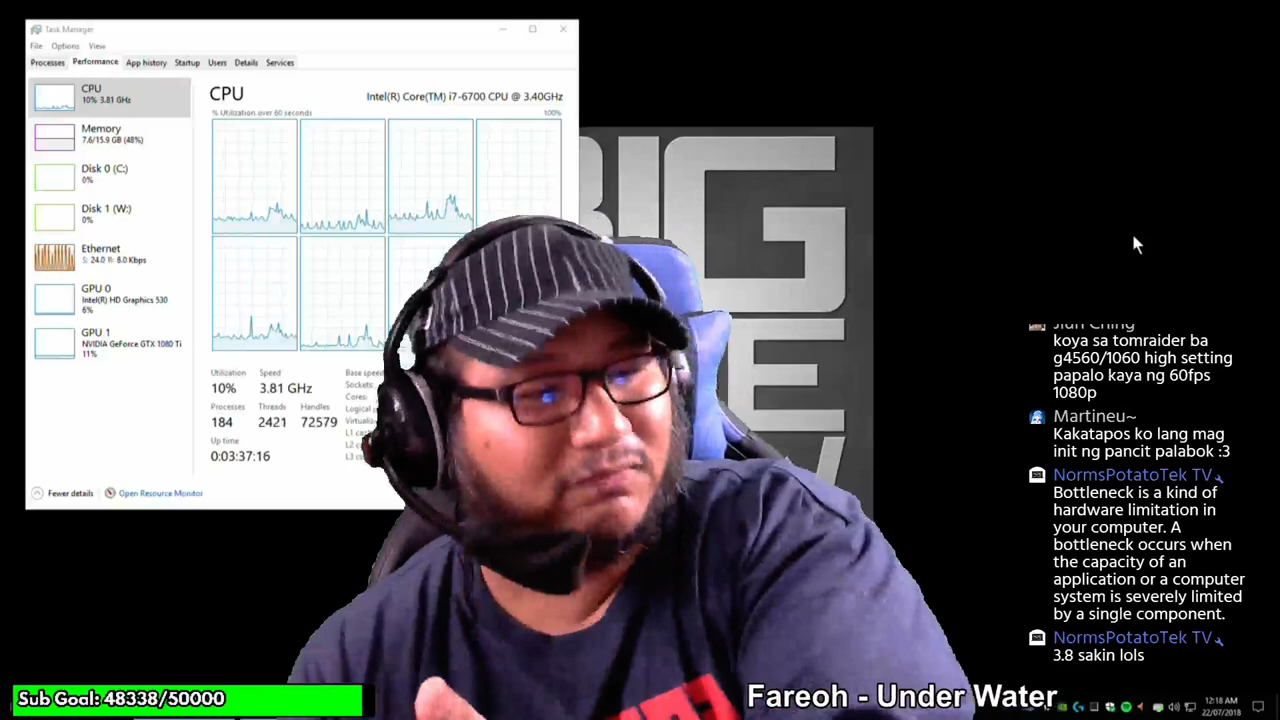 Task Manager
File Options View
Processes Performance App history Startup Users Details Services
CPU
10% 3.81 GHz
Memory
7.6/15.9 GB (48%)
Disk 0 (C:)
0%
Disk 1 (W:)
0%
Ethernet
S: 24.0 R: 8.0 Kbps
GPU 0
Intel(R) HD Graphics 530
6%
GPU 1
NVIDIA GeForce GTX 1080 Ti
11%
CPU Intel(R) Core(TM) i7-6700 CPU @ 3.40GHz
% Utilization over 60 seconds 100%
Utilization Speed Base speed
10% 3.81 GHz Sockets:
Cores:
Processes Threads Handles Logical
184 2421 72579
L1
Up time L2
0:03:37:16 L3
Fewer details Open Resource Monitor
BIG
Jiun Ching
koya sa tomraider ba
g4560/1060 high setting
papalo kaya ng 60fps
1080p
Martineu~
Kakatapos ko lang mag
init ng pancit palabok :3
NormsPotatoTek TV
Bottleneck is a kind of
hardware limitation in
your computer. A
bottleneck occurs when
the capacity of an
application or a computer
system is severely limited
by a single component.
NormsPotatoTek TV
3.8 sakin lols
Sub Goal: 48338/50000
Fareoh - Under Water
12:18 AM
22/07/2018